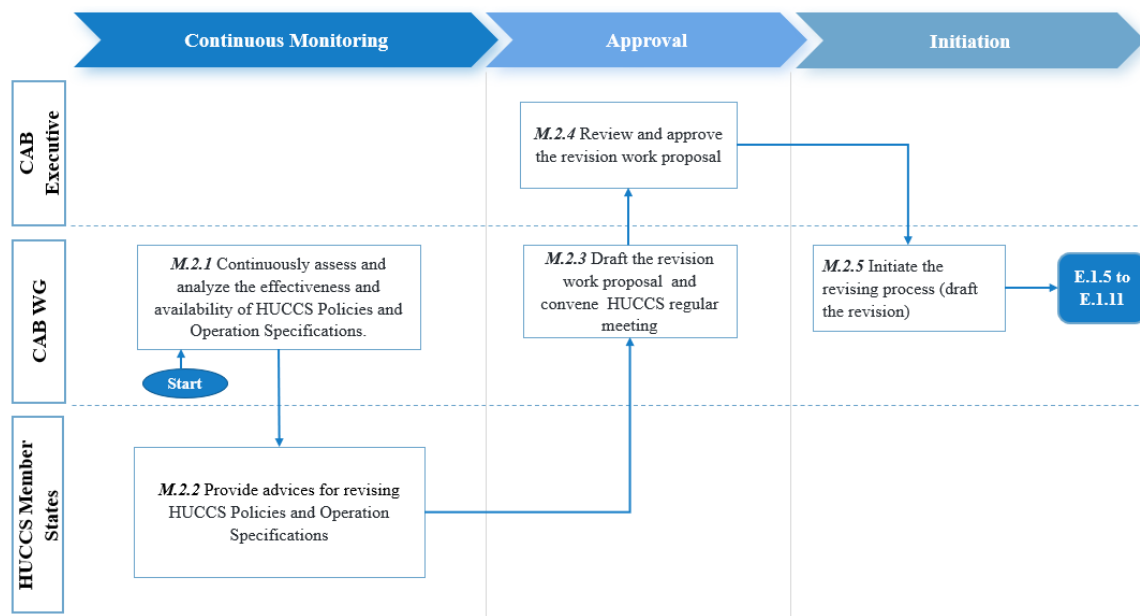 Continuous Monitoring
Approval
Initiation
CAB
Executive
M.2.4 Review and approve
the revision work proposal
CAB WG
M.2.1 Continuously assess and
analyze the effectiveness and
availability of HUCCS Policies and
Operation Specifications.
Start
M.2.3 Draft the revision
work proposal and
convene HUCCS regular
meeting
M.2.5 Initiate the
revising process (draft
the revision)
E.1.5 to
E.1.11
HUCCS Member
States
M.2.2 Provide advices for revising
HUCCS Policies and Operation
Specifications